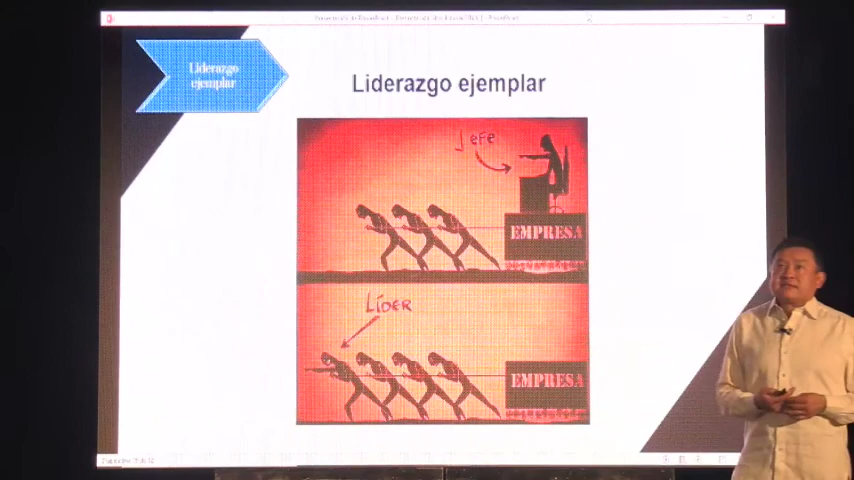 Liderazgo
ejemplar
Liderazgo ejemplar
Jefe
EMPRESA
LÍDER
EMPRESA